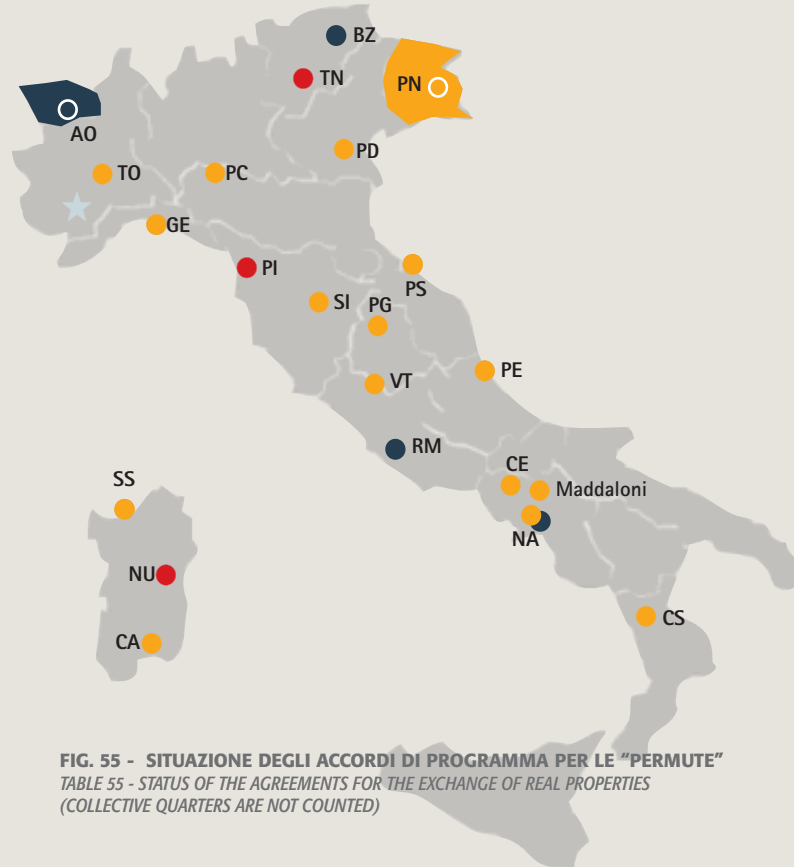 BZ
TN
PN
AO
PD
TO
PC
GE
PI
PS
SI
PG
PE
VT
RM
CE
SS
Maddaloni
NA
NU
CS
CA
FIG. 55 - SITUAZIONE DEGLI ACCORDI DI PROGRAMMA PER LE “PERMUTE”
TABLE 55 - STATUS OF THE AGREEMENTS FOR THE EXCHANGE OF REAL PROPERTIES
(COLLECTIVE QUARTERS ARE NOT COUNTED)